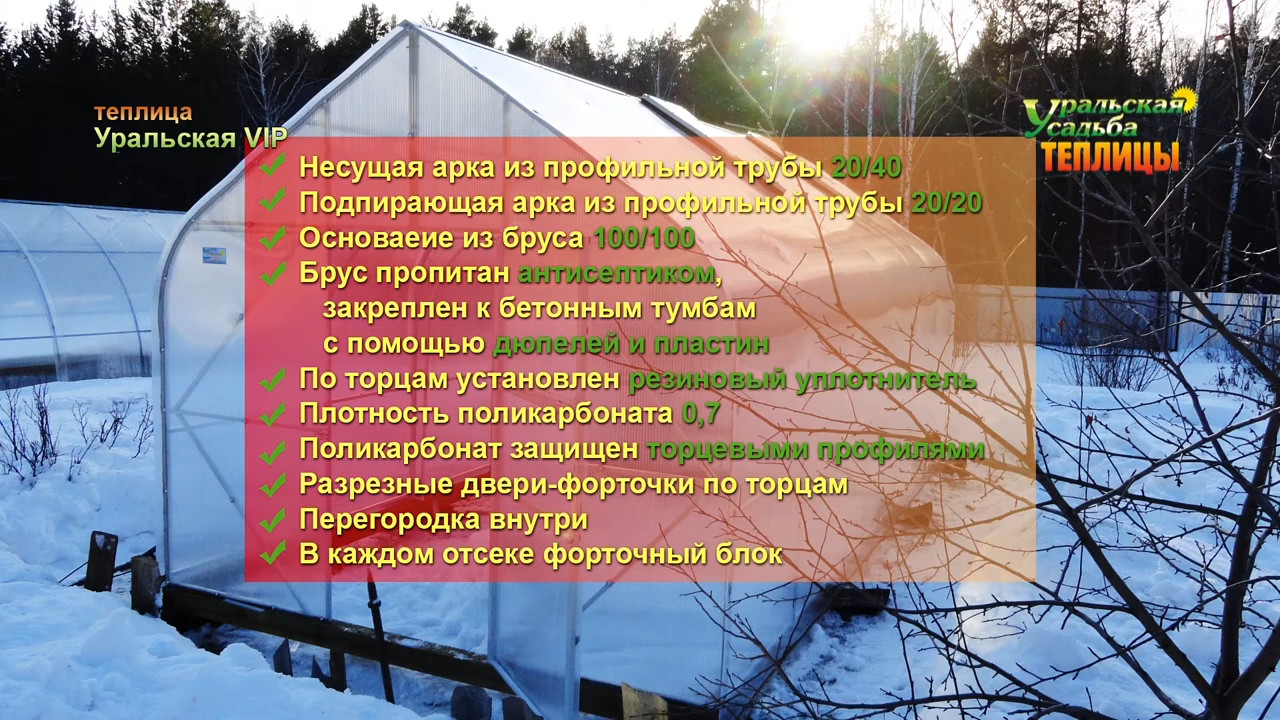 теплица
Уральская VIP
Уральская
Усадьба
ТЕПЛИЦЫ
Несущая арка из профильной трубы 20/40
Подпирающая арка из профильной трубы 20/20
Основаеие из бруса 100/100
Брус пропитан антисептиком,
закреплен к бетонным тумбам
с помощью дюпелей и пластин
По торцам установлен резиновый уплотнитель
Плотность поликарбоната 0,7
Поликарбонат защищен торцевыми профилями
Разрезные двери-форточки по торцам
Перегородка внутри
В каждом отсеке форточный блок